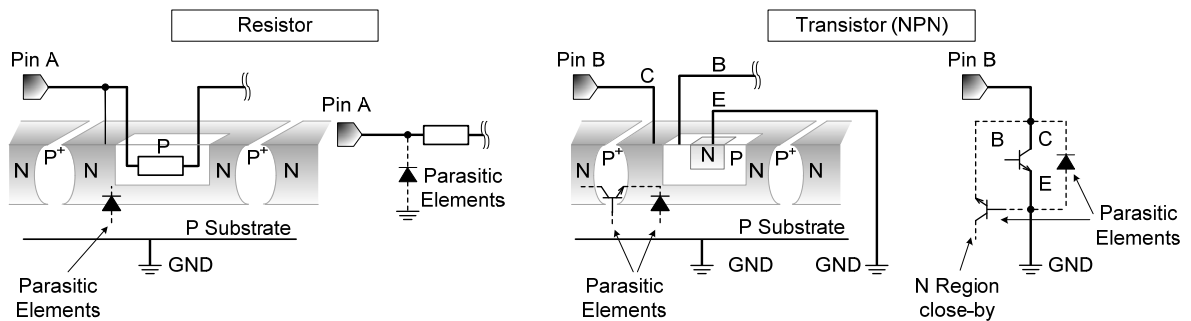 Resistor
Pin A
N
P+
N
P
N
P+
N
P Substrate
GND
Parasitic
Elements
Pin A
Parasitic
Elements
Transistor (NPN)
Pin B
C
B
E
N
P+
N
N
P
N
P+
N
P Substrate
GND
GND
Parasitic
Elements
Pin B
B
C
E
Parasitic
Elements
GND
N Region
close-by